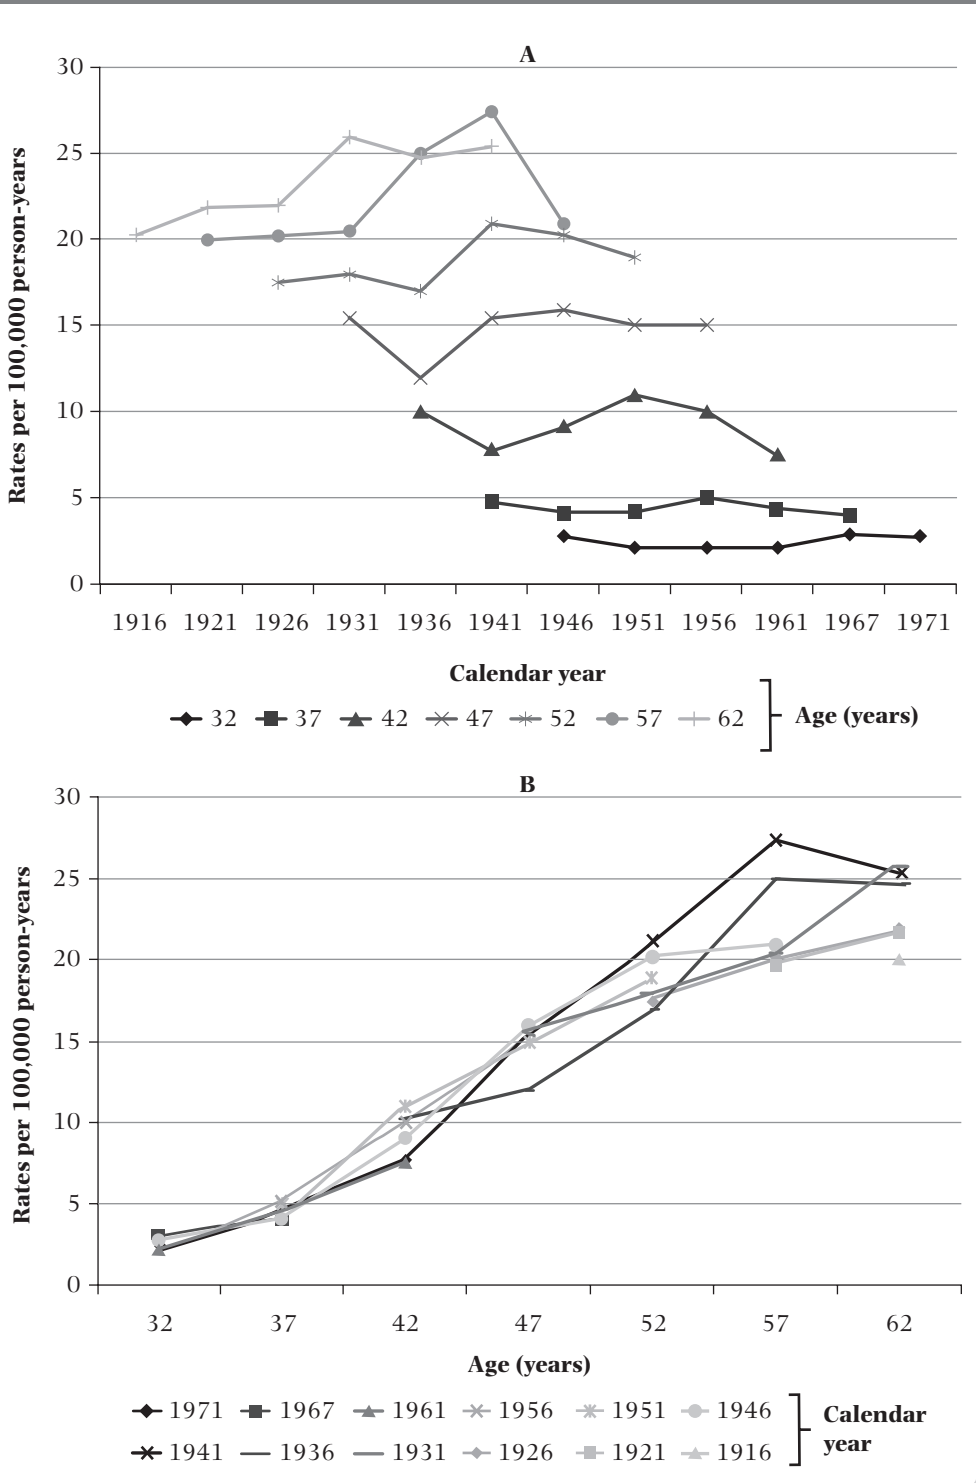 A
30
25
20
15
10
5
0
Rates per 100,000 person-years
1916 1921 1926 1931 1936 1941 1946 1951 1956 1961 1967 1971
Calendar year
32 37 42 47 52 57 62 Age (years)
B
30
25
20
15
10
5
0
Rates per 100,000 person-years
32 37 42 47 52 57 62
Age (years)
1971 1967 1961 1956 1951 1946
1941 1936 1931 1926 1921 1916
Calendar
year